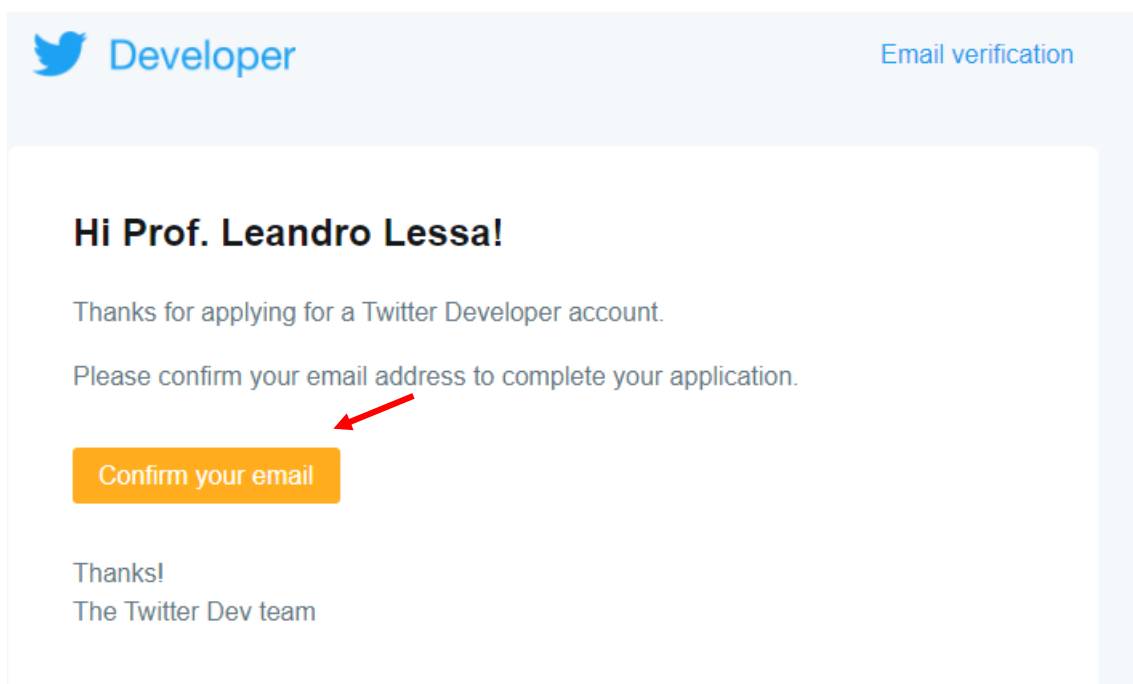 Developer
Email verification
Hi Prof. Leandro Lessa!
Thanks for applying for a Twitter Developer account.
Please confirm your email address to complete your application.
Confirm your email
Thanks!
The Twitter Dev team